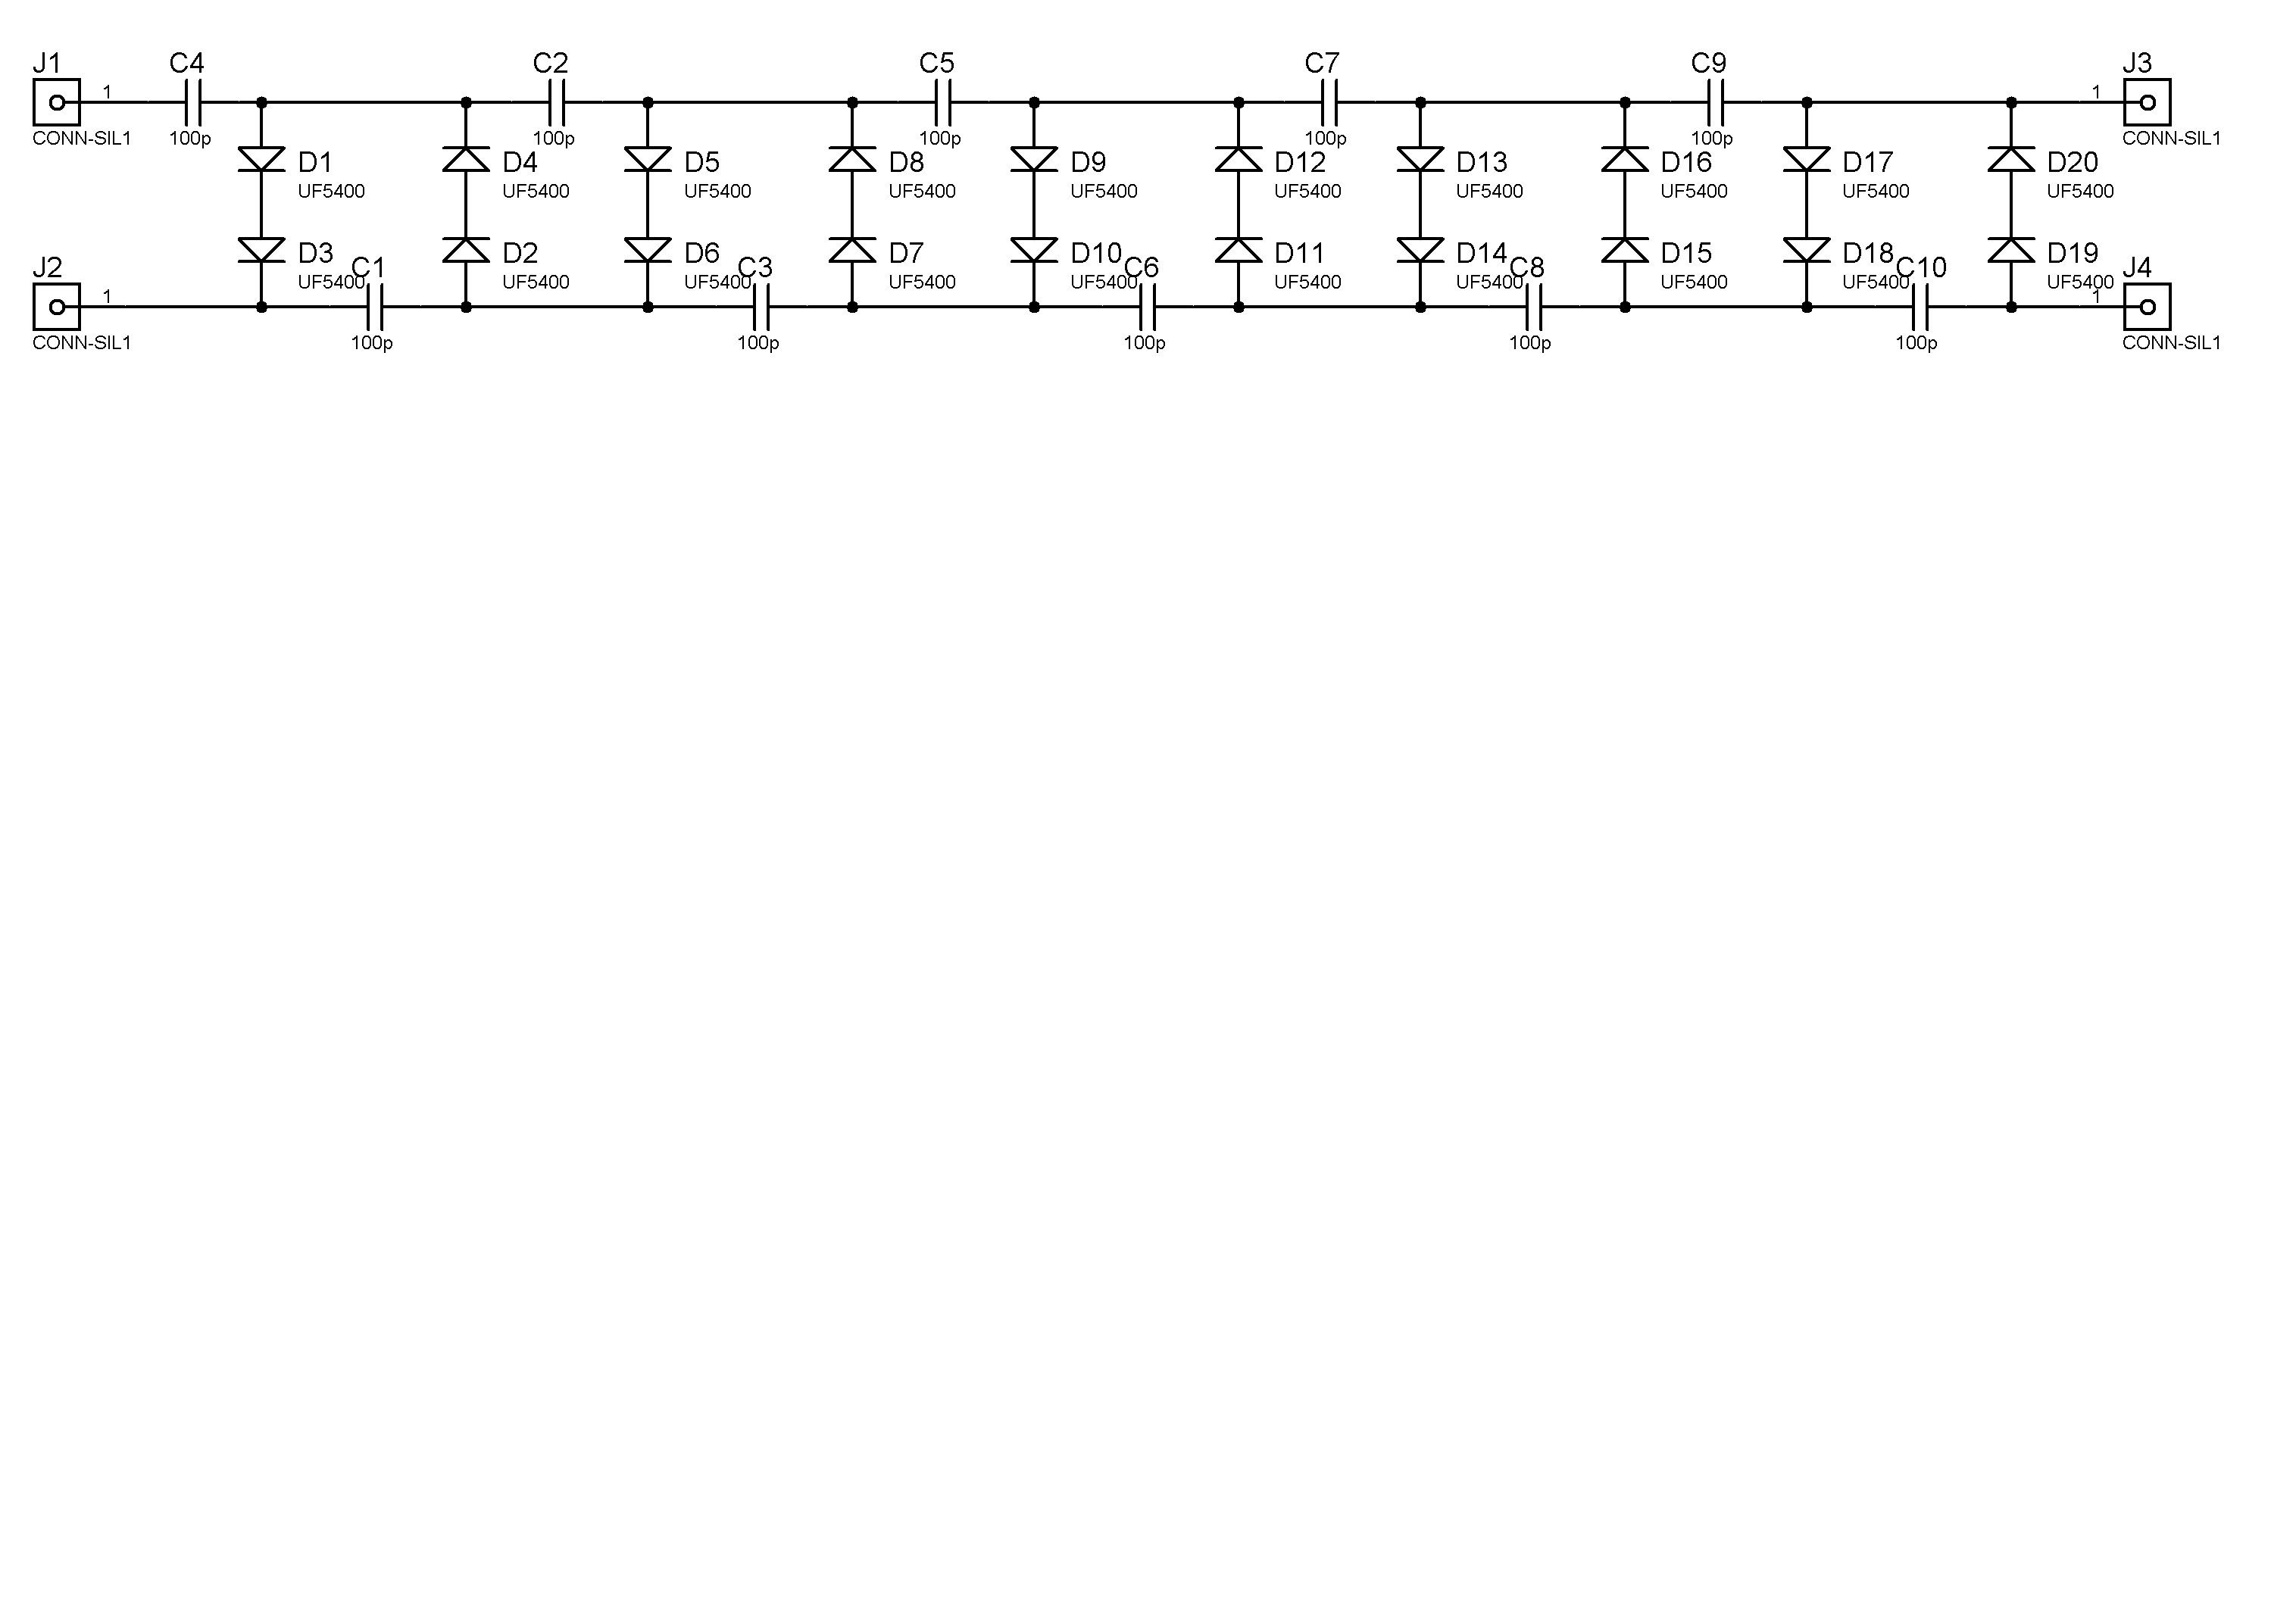 J1 C4 C2 C5 C7 C9 J3
1 1
CONN-SIL1 100p 100p 100p 100p 100p CONN-SIL1
D1 D4 D5 D8 D9 D12 D13 D16 D17 D20
UF5400 UF5400 UF5400 UF5400 UF5400 UF5400 UF5400 UF5400 UF5400 UF5400
D3 D2 D6 D7 D10 D11 D14 D15 D18 D19
J2 C1 C3 C6 C8 C10 J4
UF5400 UF5400 UF5400 UF5400 UF5400 UF5400 UF5400 UF5400 UF5400 UF5400
1 1
CONN-SIL1 100p 100p 100p 100p 100p CONN-SIL1